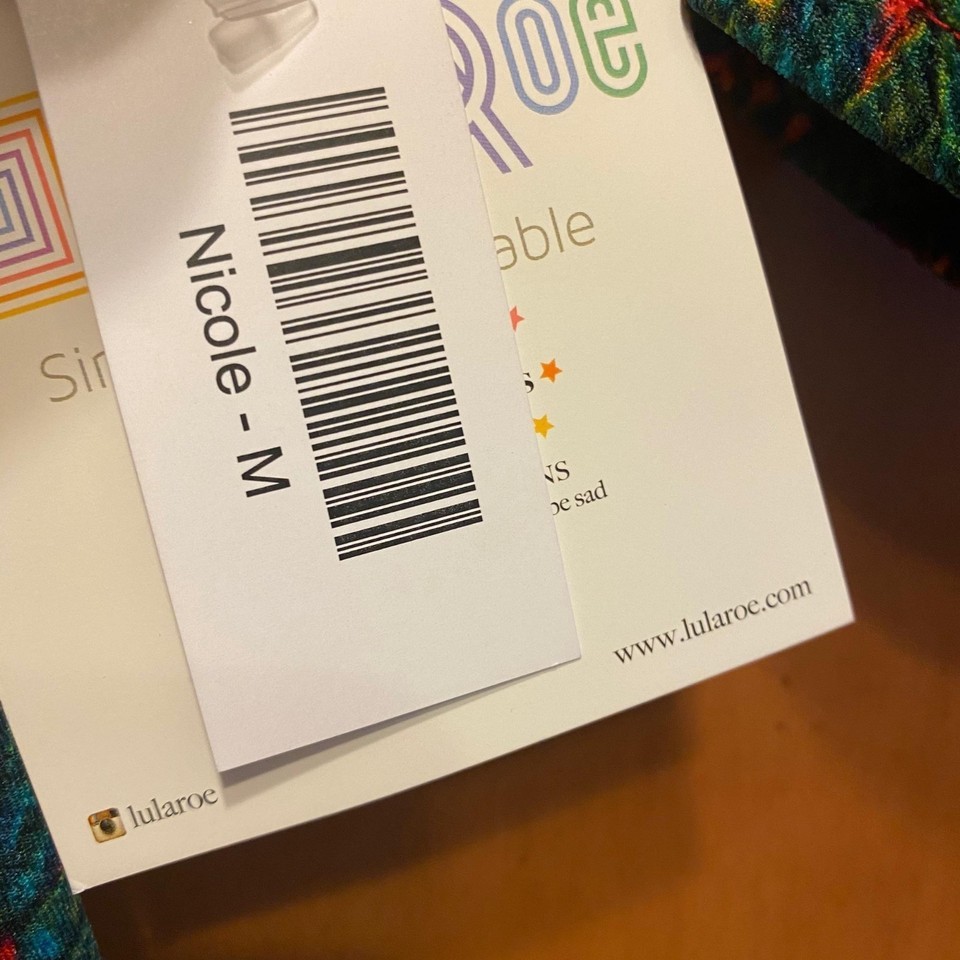 Roe
Nicole - M
able
s
NS
be sad
www.lularoe.com
lularoe